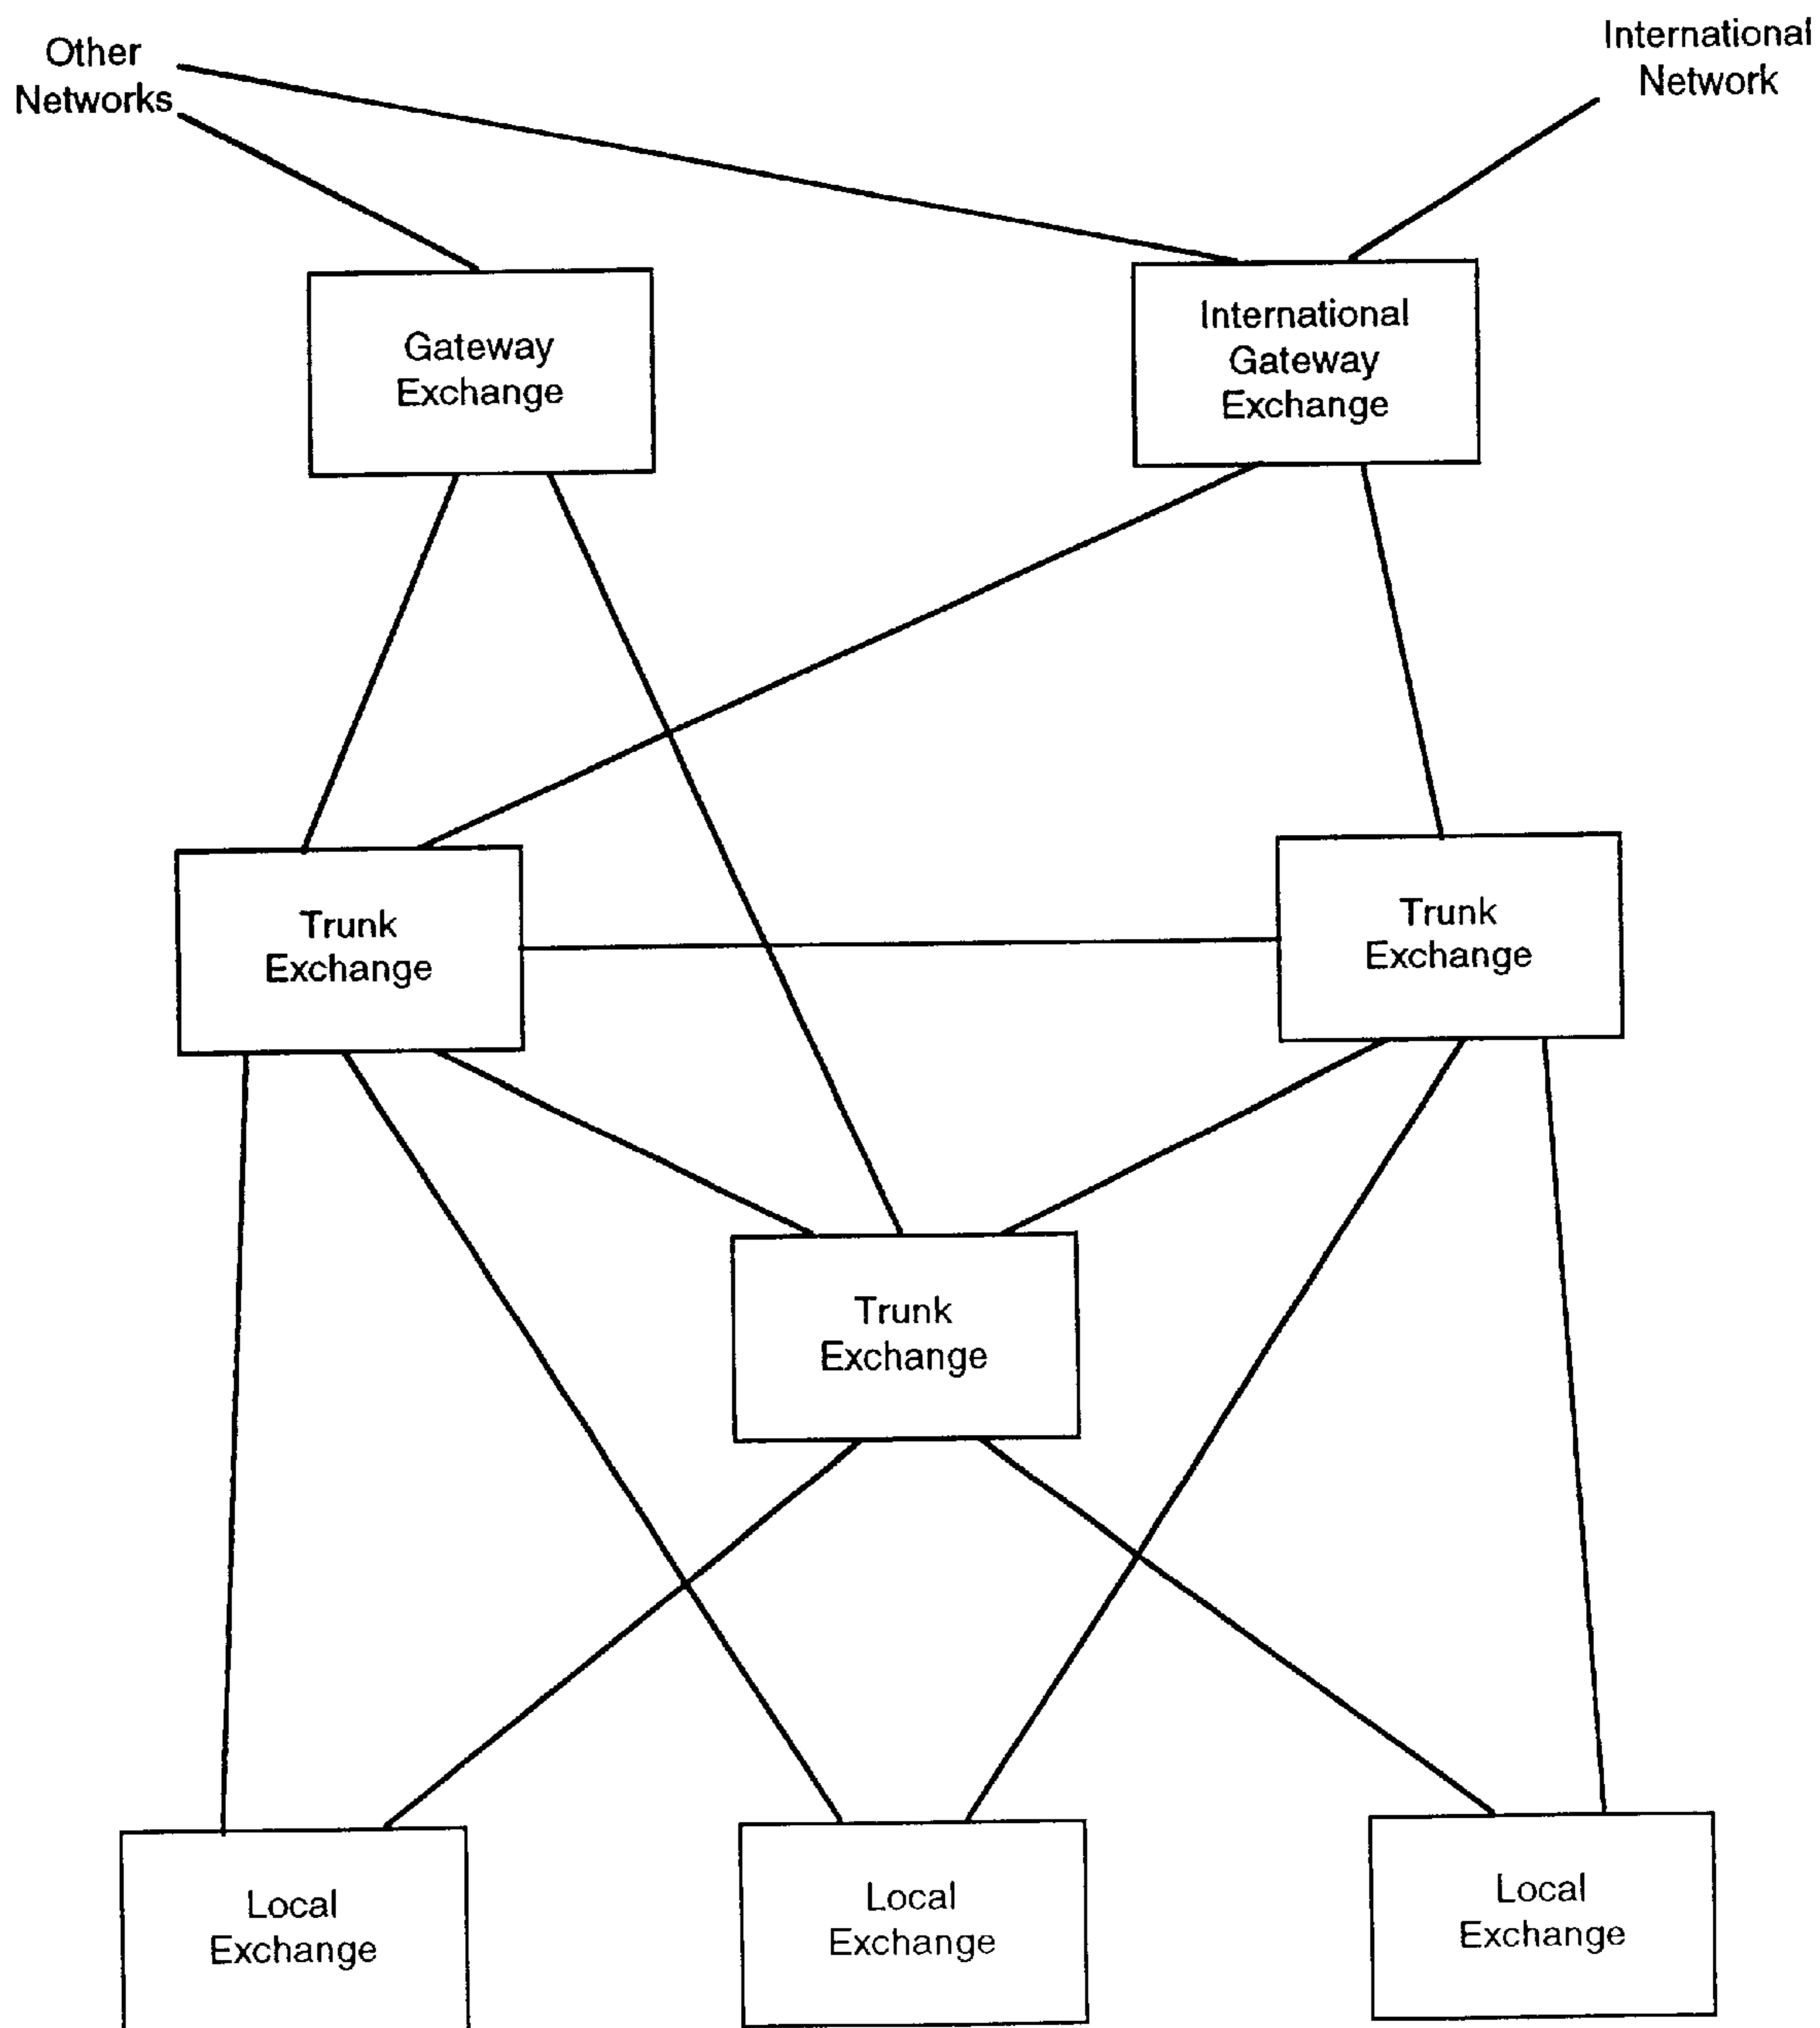 Other
Networks
International
Network
Gateway
Exchange
International
Gateway
Exchange
Trunk
Exchange
Trunk
Exchange
Trunk
Exchange
Local
Exchange
Local
Exchange
Local
Exchange